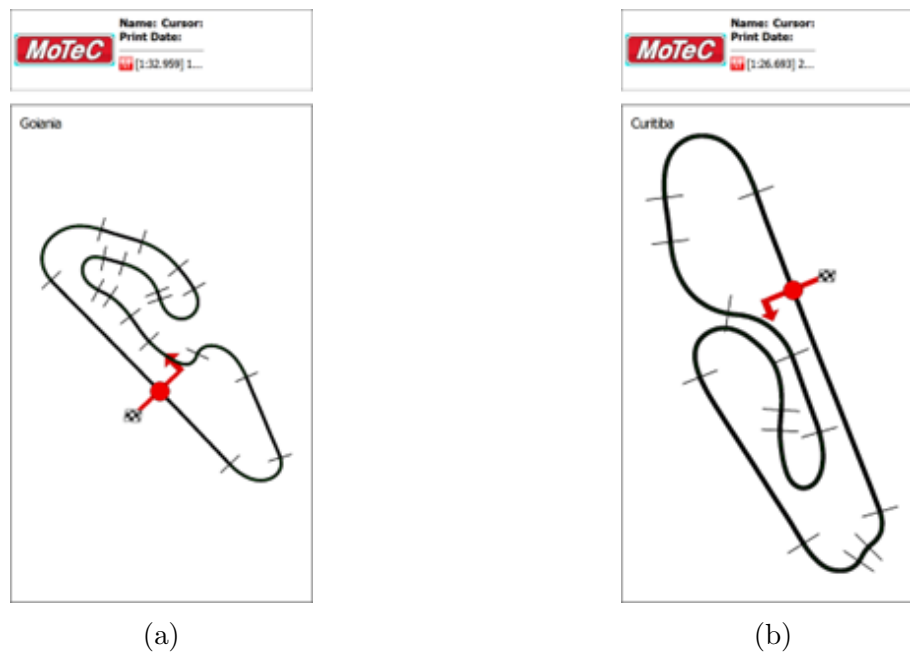 Name: Cursor:
Print Date:
MoTeC
[1:32.959] 1...
Goiania
(a)
Name: Cursor:
Print Date:
MoTeC
[1:26.693] 2...
Curitiba
(b)